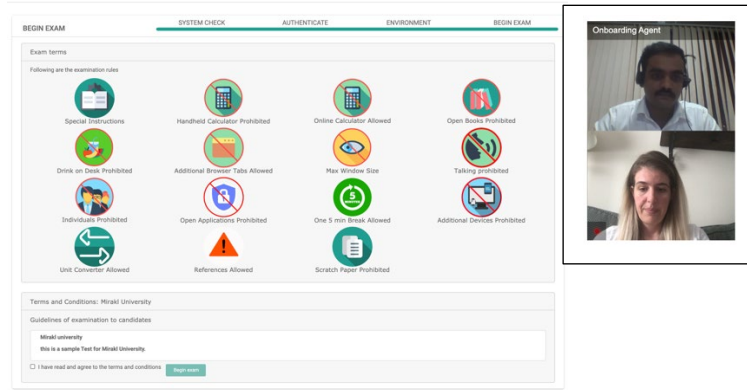 BEGIN EXAM
SYSTEM CHECK
AUTHENTICATE
ENVIRONMENT
BEGIN EXAM
Exam terms
Following are the examination rules
Special Instructions
Handheld Calculator Prohibited
Online Calculator Allowed
Open Books Prohibited
Drink on Desk Prohibited
Additional Browser Tabs Allowed
Max Window Size
Talking prohibited
Individuals Prohibited
Open Applications Prohibited
5
MINUTES
One 5 min Break Allowed
Additional Devices Prohibited
Unit Converter Allowed
References Allowed
Scratch Paper Prohibited
Terms and Conditions: Mirakl University
Guidelines of examination to candidates
Mirakl university
this is a sample Test for Mirakl University.
I have read and agree to the terms and conditions
Begin exam
Onboarding Agent